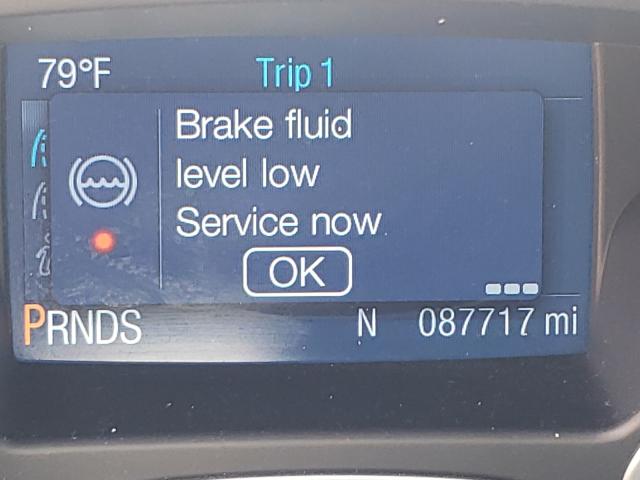 79°F Trip 1
Brake fluid
level low
Service now
OK
PRNDS N 087717 mi